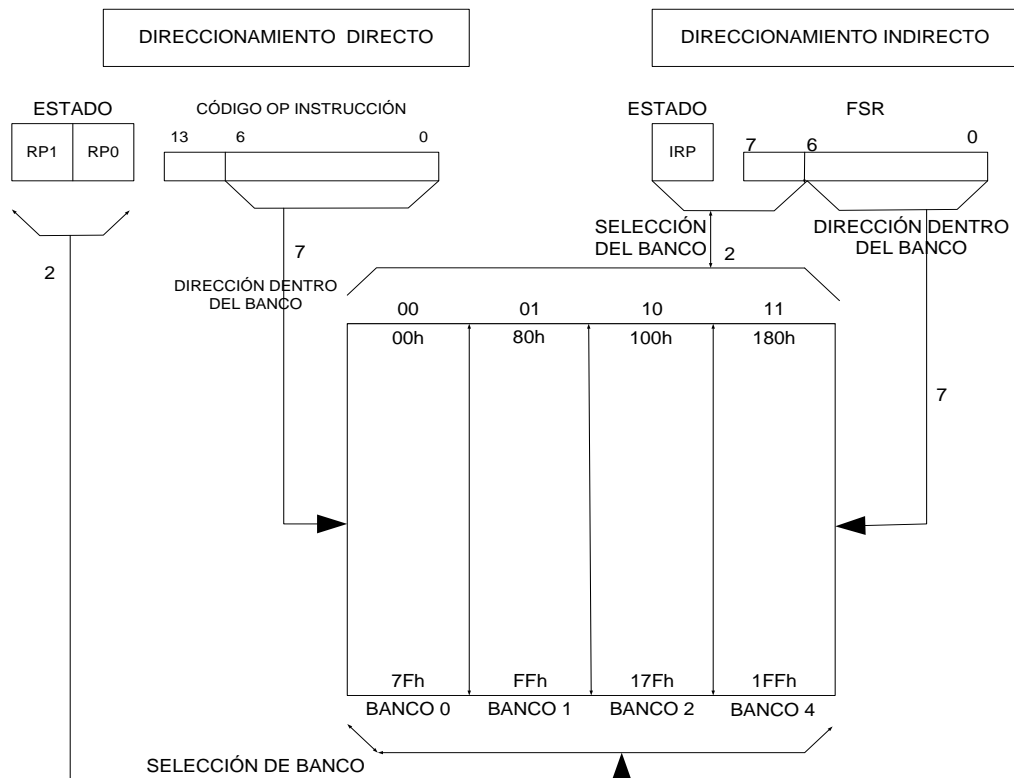 DIRECCIONAMIENTO DIRECTO
DIRECCIONAMIENTO INDIRECTO
ESTADO
CÓDIGO OP INSTRUCCIÓN
ESTADO
FSR
RP1 RP0
13 6 0
IRP
7 6 0
SELECCIÓN
DEL BANCO
DIRECCIÓN DENTRO
DEL BANCO
2
7
2
DIRECCIÓN DENTRO
DEL BANCO
00 01 10 11
00h 80h 100h 180h
7
7Fh FFh 17Fh 1FFh
BANCO 0 BANCO 1 BANCO 2 BANCO 4
SELECCIÓN DE BANCO